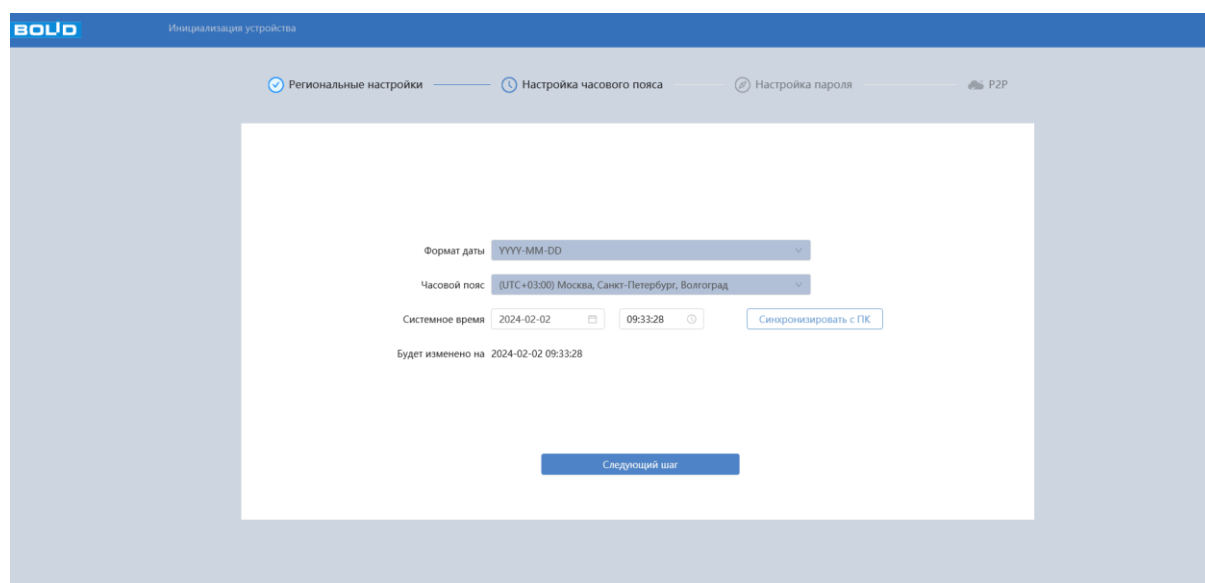 BOLID Инициализация устройства
Региональные настройки Настройка часового пояса Настройка пароля P2P
Формат даты YYYY-MM-DD
Часовой пояс (UTC+03:00) Москва, Санкт-Петербург, Волгоград
Системное время 2024-02-02 09:33:28 Синхронизировать с ПК
Будет изменено на 2024-02-02 09:33:28
Следующий шаг